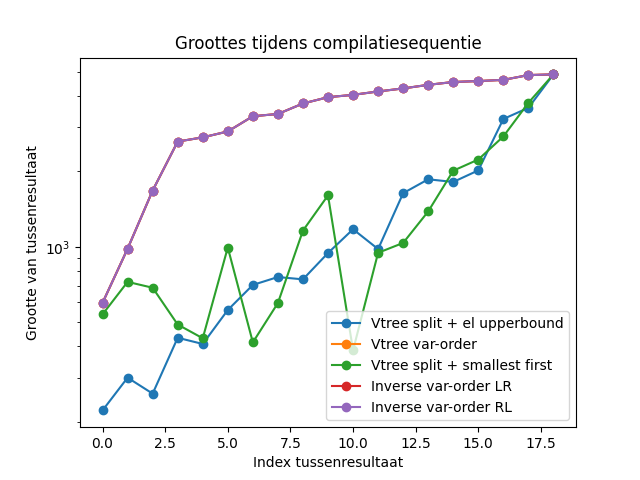 Groottes tijdens compilatiesequentie
Grootte van tussenresultaat
10³
Vtree split + el upperbound
Vtree var-order
Vtree split + smallest first
Inverse var-order LR
Inverse var-order RL
0.0 2.5 5.0 7.5 10.0 12.5 15.0 17.5
Index tussenresultaat